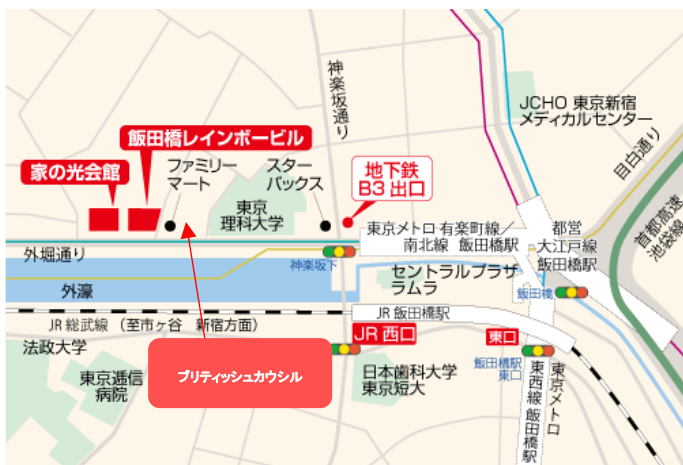 神楽坂通り
JCHO 東京新宿
メディカルセンター
目白通り
飯田橋レインボービル
家の光会館
ファミリー
マート
スター
バックス
地下鉄
B3 出口
東京
理科大学
東京メトロ 有楽町線／
南北線 飯田橋駅
都営
大江戸線
飯田橋駅
首都高速
池袋線
外堀通り
神楽坂下
セントラルプラザ
ラムラ
飯田橋
外濠
JR 飯田橋駅
JR 総武線 （至市ヶ谷 新宿方面）
JR 西口
東口
法政大学
ブリティッシュカウシル
飯田橋駅
東口
東京逓信
病院
日本歯科大学
東京短大
東京メトロ
東西線 飯田橋駅